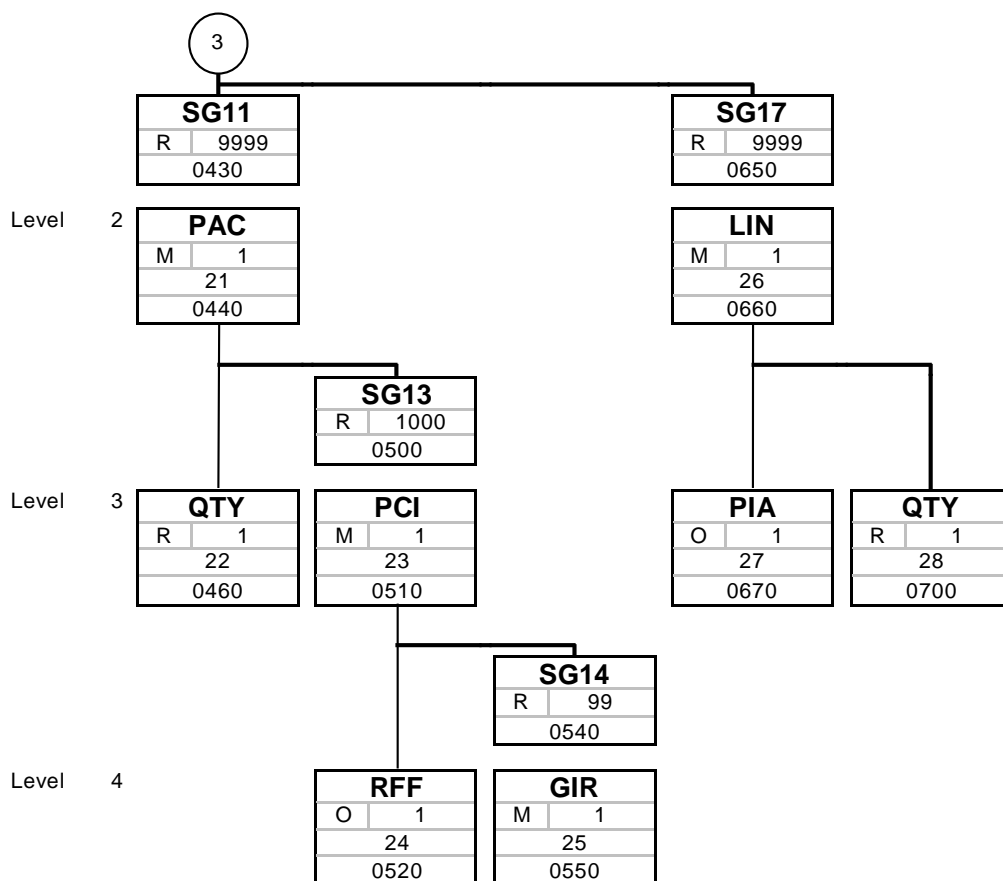 3
SG11 SG17
R 9999 R 9999
0430 0650
Level 2 PAC LIN
M 1 M 1
21 26
0440 0660
SG13
R 1000
0500
Level 3 QTY PCI PIA QTY
R 1 M 1 O 1 R 1
22 23 27 28
0460 0510 0670 0700
SG14
R 99
0540
Level 4 RFF GIR
O 1 M 1
24 25
0520 0550